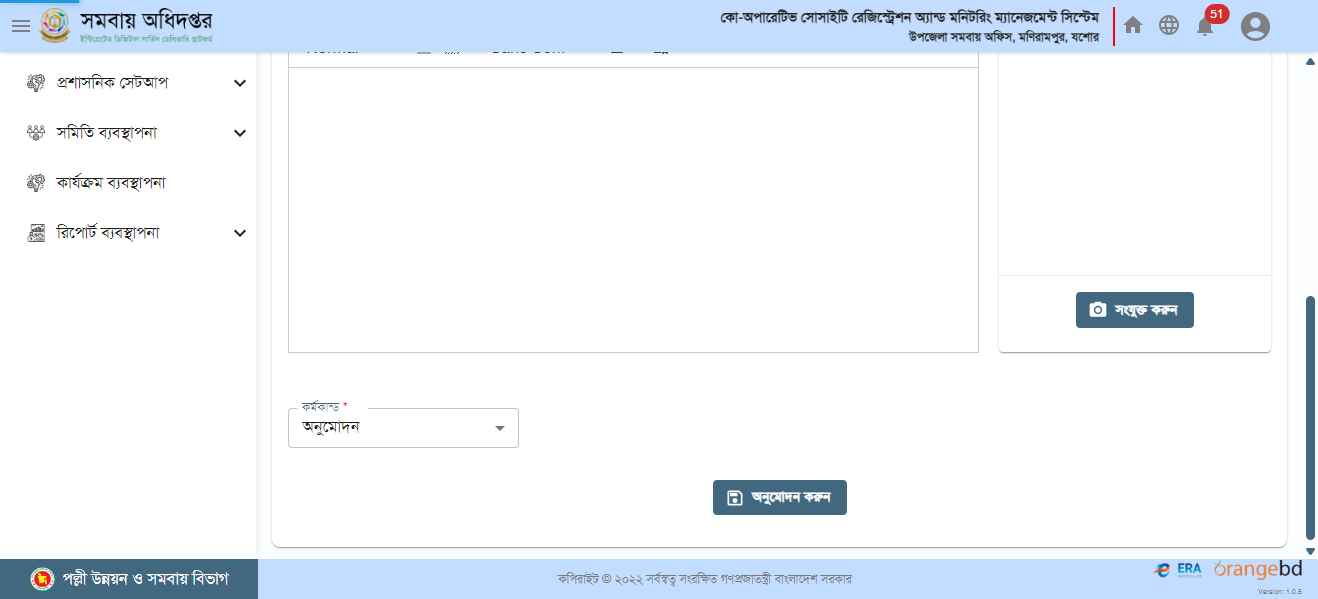 সমবায় অধিদপ্তর
ইন্টিগ্রেটেড ডিজিটাল সার্ভিস ডেলিভারি প্লাটফর্ম
কো-অপারেটিভ সোসাইটি রেজিস্ট্রেশন অ্যান্ড মনিটরিং ম্যানেজমেন্ট সিস্টেম
উপজেলা সমবায় অফিস, মণিরামপুর, যশোর
51
প্রশাসনিক সেটআপ
সমিতি ব্যবস্থাপনা
কার্যক্রম ব্যবস্থাপনা
রিপোর্ট ব্যবস্থাপনা
সংযুক্ত করুন
কর্মকান্ড *
অনুমোদন
অনুমোদন করুন
পল্লী উন্নয়ন ও সমবায় বিভাগ
কপিরাইট © ২০২২ সর্বস্বত্ব সংরক্ষিত গণপ্রজাতন্ত্রী বাংলাদেশ সরকার
ERA
orangebd
Version: 1.0.5